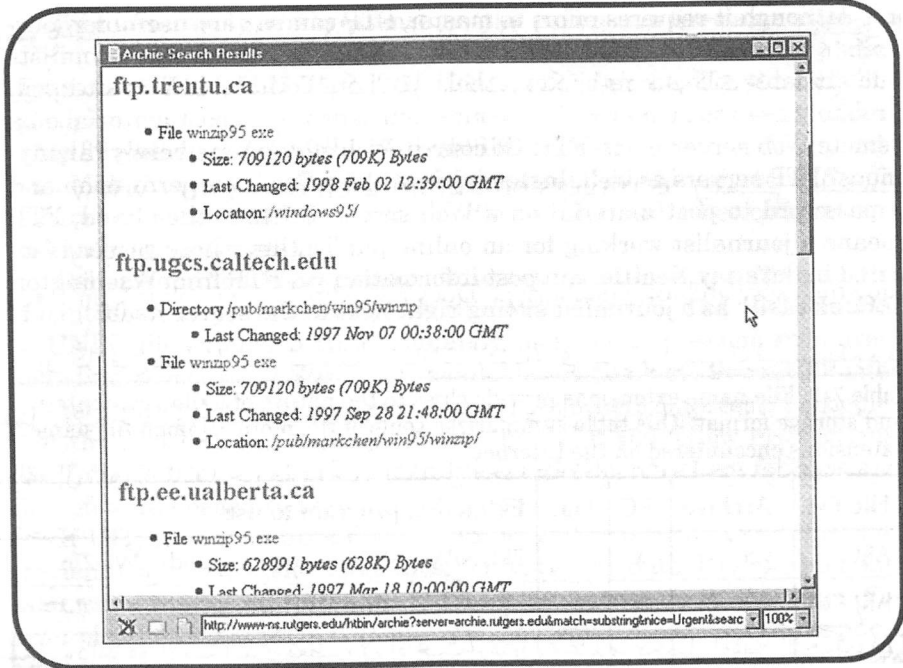 Archie Search Results
ftp.trentu.ca
• File winzip95 exe
• Size: 709120 bytes (709K) Bytes
• Last Changed: 1998 Feb 02 12:39:00 GMT
• Location: /windows95/
ftp.ugcs.caltech.edu
• Directory /pub/markchen/win95/winzip/
• Last Changed: 1997 Nov 07 00:38:00 GMT
• File winzip95 exe
• Size: 709120 bytes (709K) Bytes
• Last Changed: 1997 Sep 28 21:48:00 GMT
• Location: /pub/markchen/win95/winzip/
ftp.ee.ualberta.ca
• File winzip95 exe
• Size: 628991 bytes (628K) Bytes
• Last Changed: 1997 Mar 18 10:00:00 GMT
http://www-ns.rutgers.edu/htbin/archie?server=archie.rutgers.edu&match=substring&nice=Urgent&searc
100%